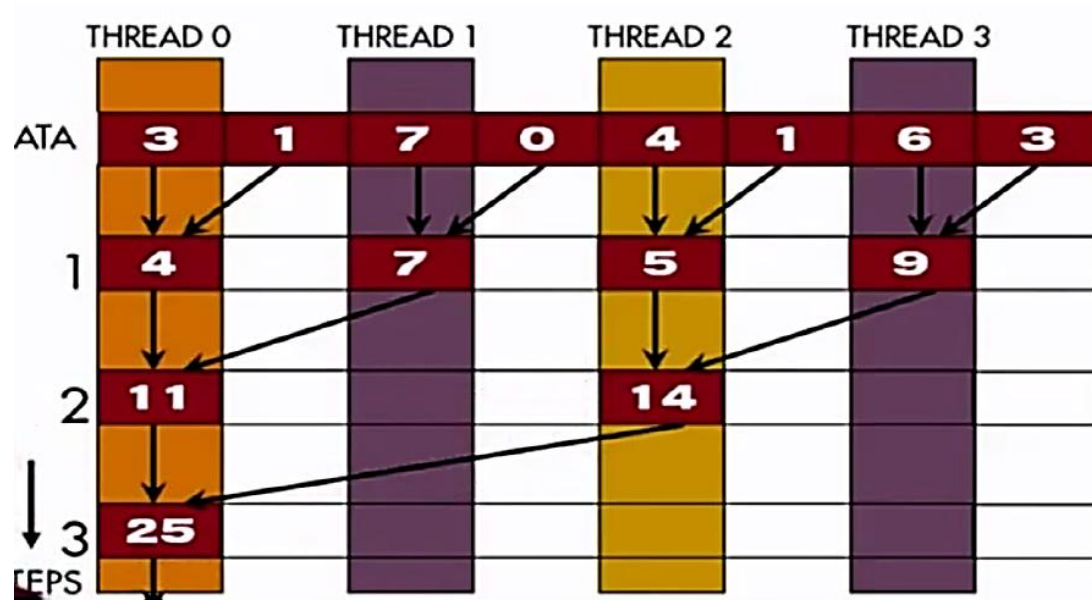 THREAD 0 THREAD 1 THREAD 2 THREAD 3
ATA 3 1 7 0 4 1 6 3
1 4 7 5 9
2 11 14
3 25
TEPS